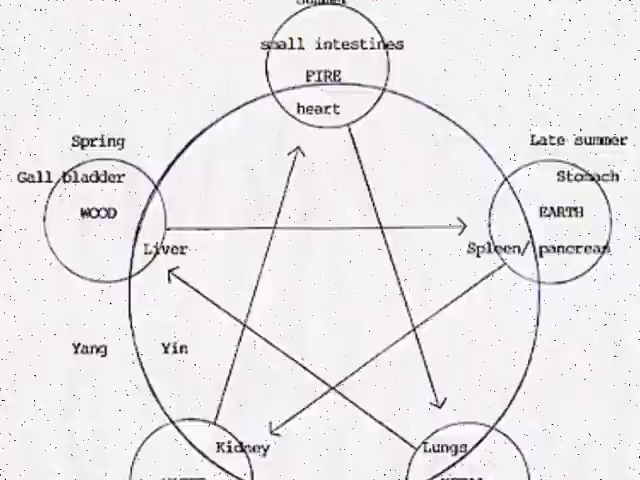 small intestines
FIRE
heart
Spring
Late summer
Gall bladder
Stomach
WOOD
EARTH
Liver
Spleen/ pancreas
Yang
Yin
Kidney
Lungs